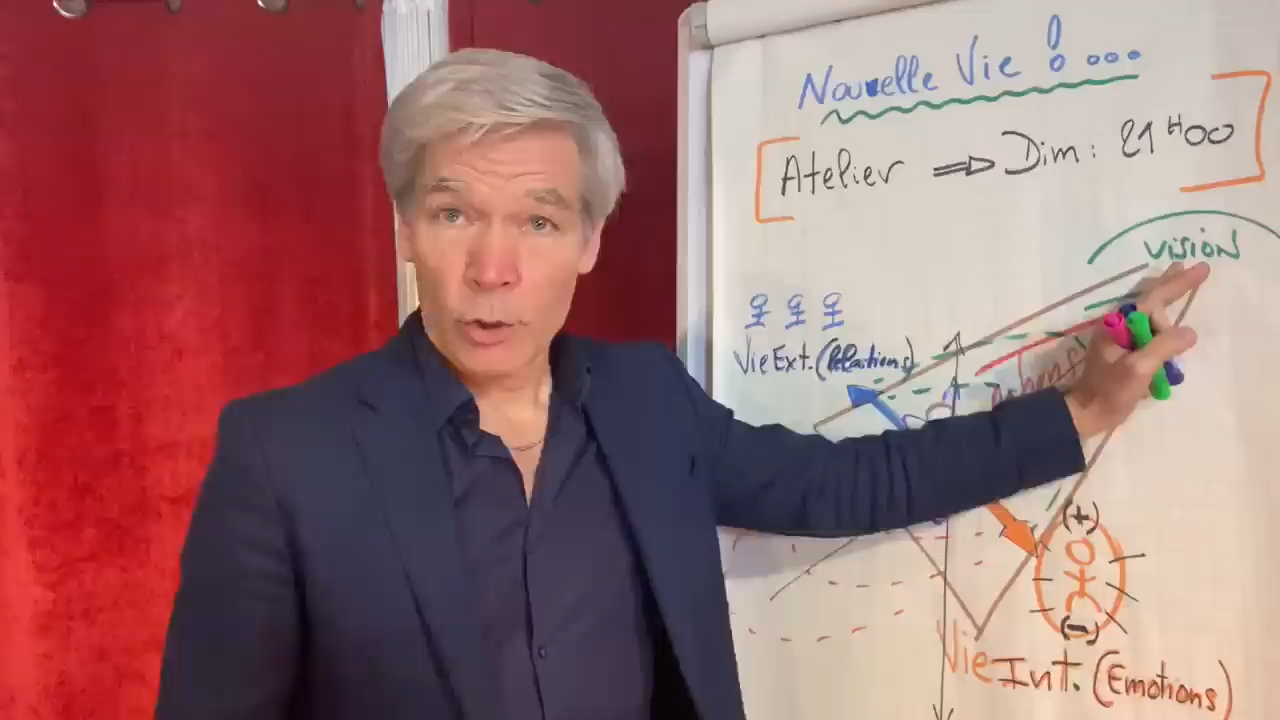 Nouvelle Vie ! ...
[Atelier ⇒ Dim: 21H00]
vision
Vie Ext. (Relations)
(+)
(-)
Vie Int. (Emotions)